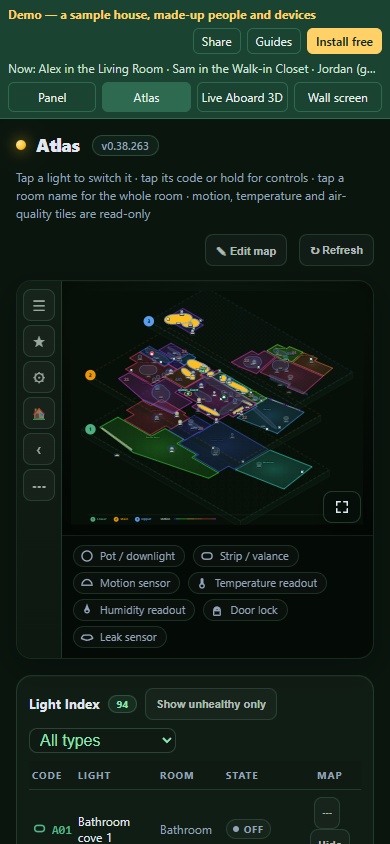 Demo — a sample house, made-up people and devices
Share Guides Install free
Now: Alex in the Living Room · Sam in the Walk-in Closet · Jordan (g...
Panel Atlas Live Aboard 3D Wall screen
Atlas v0.38.263
Tap a light to switch it · tap its code or hold for controls · tap a
room name for the whole room · motion, temperature and air-
quality tiles are read-only
✎ Edit map ↻ Refresh
Pot / downlight Strip / valance
Motion sensor Temperature readout
Humidity readout Door lock
Leak sensor
Light Index 94 Show unhealthy only
All types
CODE LIGHT ROOM STATE MAP
A01 Bathroom cove 1 Bathroom OFF ---
Hide